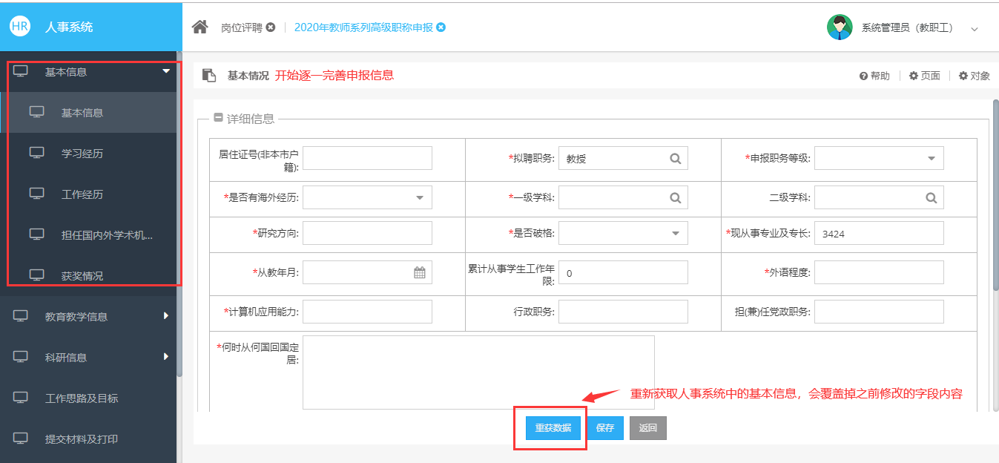 HR 人事系统
岗位评聘 2020年教师系列高级职称申报 系统管理员（教职工）
基本信息
基本信息
学习经历
工作经历
担任国内外学术机...
获奖情况
教育教学信息
科研信息
工作思路及目标
提交材料及打印
基本情况 开始逐一完善申报信息 帮助 页面 对象
详细信息
居住证号(非本市户
籍): *拟聘职务: 教授 *申报职务等级:
*是否有海外经历: *一级学科: 二级学科:
*研究方向: *是否破格: *现从事专业及专长: 3424
*从教年月: 累计从事学生工作年
限: 0 *外语程度:
*计算机应用能力: 行政职务: 担(兼)任党政职务:
*何时从何国回国定
居:
重新获取人事系统中的基本信息，会覆盖掉之前修改的字段内容
重获数据 保存 返回